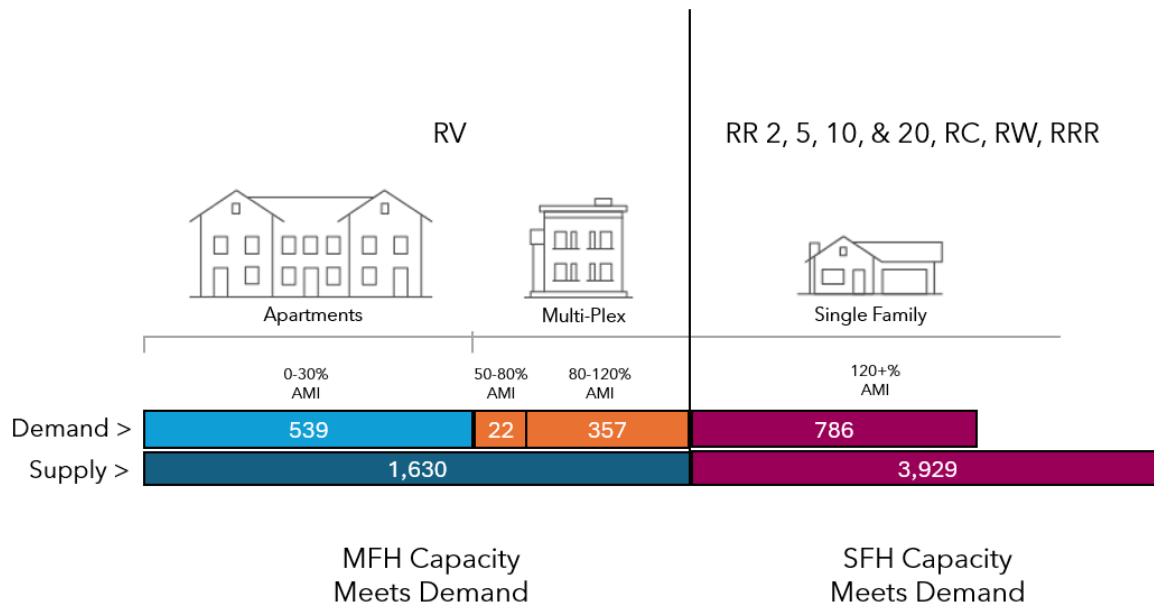 RV
RR 2, 5, 10, & 20, RC, RW, RRR
Apartments
Multi-Plex
Single Family
0-30%
AMI
50-80%
AMI
80-120%
AMI
120+%
AMI
Demand >
539
22
357
786
Supply >
1,630
3,929
MFH Capacity
Meets Demand
SFH Capacity
Meets Demand